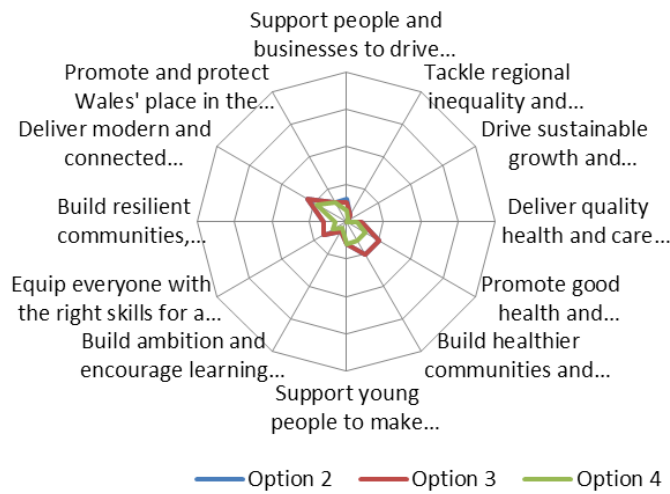 Support people and
businesses to drive...
Tackle regional
inequality and...
Drive sustainable
growth and...
Deliver quality
health and care...
Promote good
health and...
Build healthier
communities and...
Support young
people to make...
Build ambition and
encourage learning...
Equip everyone with
the right skills for a...
Build resilient
communities,...
Deliver modern and
connected...
Promote and protect
Wales' place in the...
Option 2
Option 3
Option 4